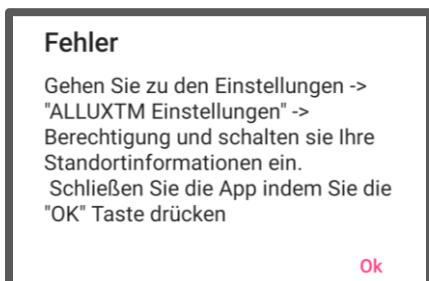 Fehler
Gehen Sie zu den Einstellungen ->
"ALLUXTM Einstellungen" ->
Berechtigung und schalten sie Ihre
Standortinformationen ein.
Schließen Sie die App indem Sie die
"OK" Taste drücken
Ok